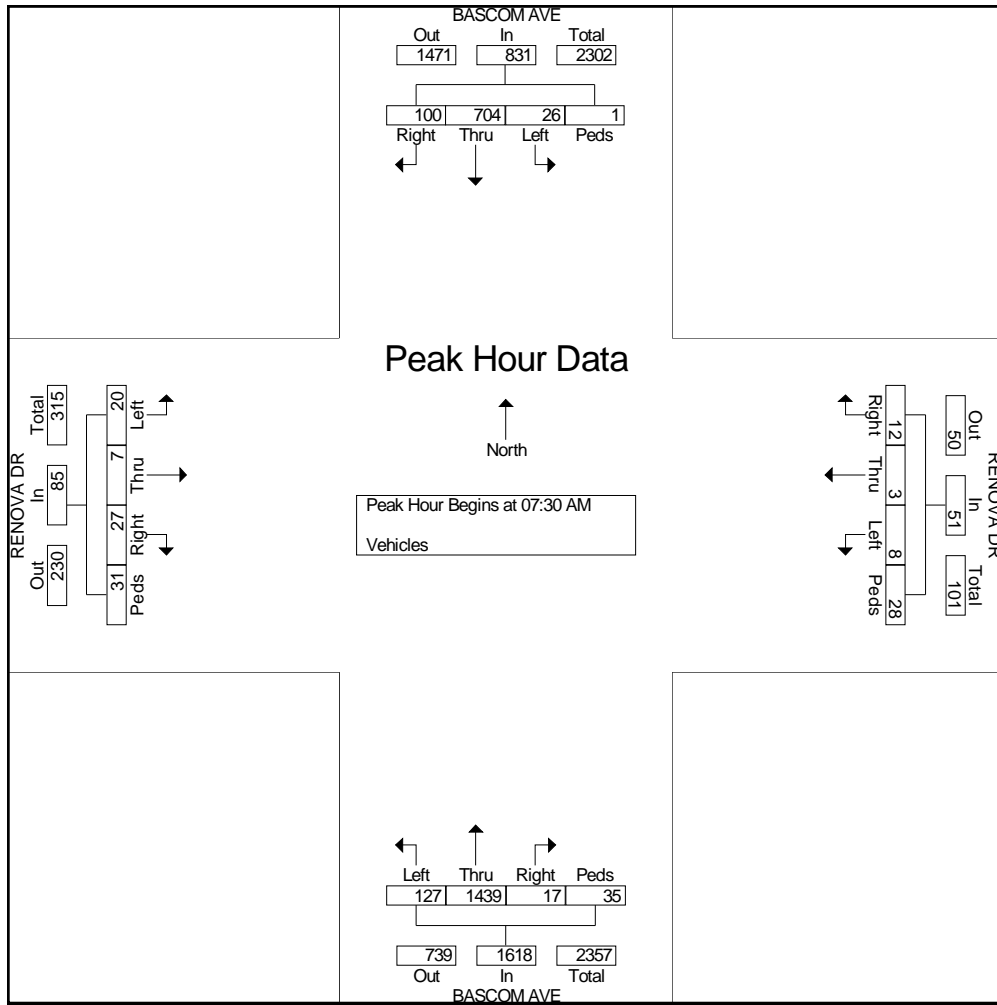 BASCOM AVE
Out In Total
1471 831 2302
100 704 26 1
Right Thru Left Peds
Peak Hour Data
North
Peak Hour Begins at 07:30 AM
Vehicles
RENOVA DR
Total In Out
315 85 230
20 7 27 31
Left Thru Right Peds
RENOVA DR
Out In Total
50 51 101
12 3 8 28
Right Thru Left Peds
Left Thru Right Peds
127 1439 17 35
739 1618 2357
Out In Total
BASCOM AVE